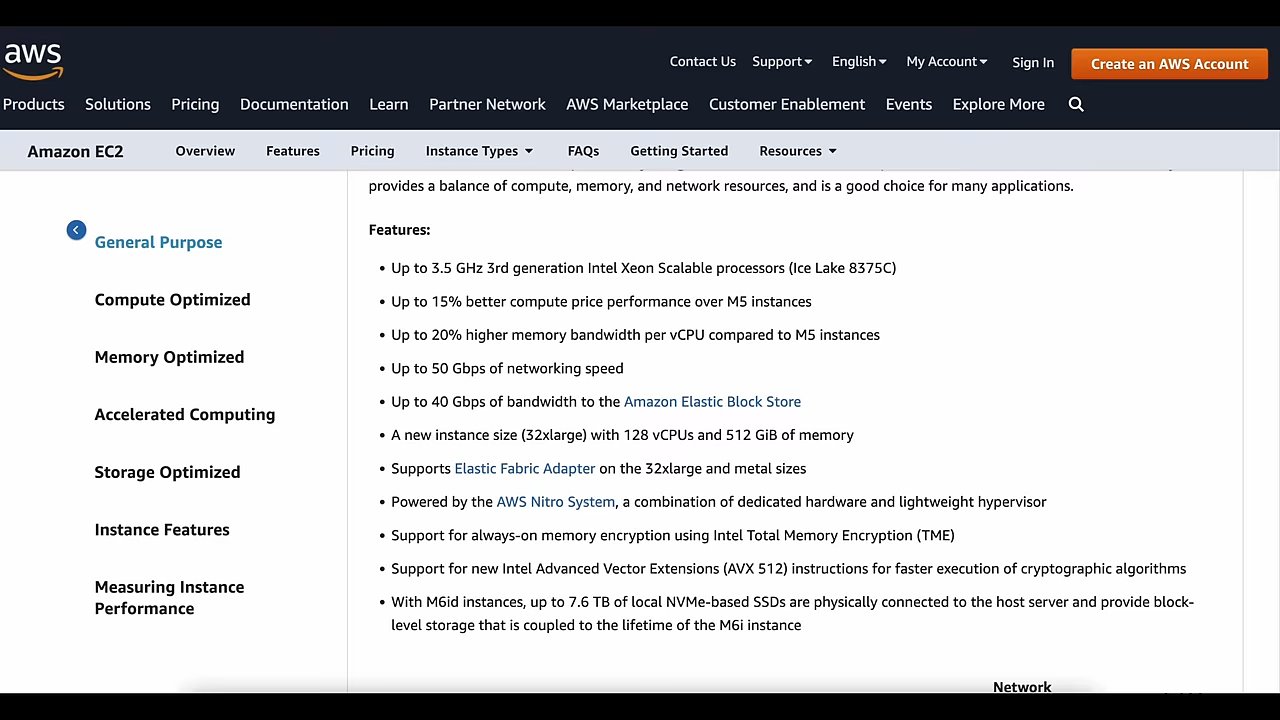 aws
Contact Us Support English My Account Sign In Create an AWS Account
Products Solutions Pricing Documentation Learn Partner Network AWS Marketplace Customer Enablement Events Explore More
Amazon EC2 Overview Features Pricing Instance Types FAQs Getting Started Resources
provides a balance of compute, memory, and network resources, and is a good choice for many applications.
Features:
General Purpose
Compute Optimized
Memory Optimized
Accelerated Computing
Storage Optimized
Instance Features
Measuring Instance
Performance
• Up to 3.5 GHz 3rd generation Intel Xeon Scalable processors (Ice Lake 8375C)
• Up to 15% better compute price performance over M5 instances
• Up to 20% higher memory bandwidth per vCPU compared to M5 instances
• Up to 50 Gbps of networking speed
• Up to 40 Gbps of bandwidth to the Amazon Elastic Block Store
• A new instance size (32xlarge) with 128 vCPUs and 512 GiB of memory
• Supports Elastic Fabric Adapter on the 32xlarge and metal sizes
• Powered by the AWS Nitro System, a combination of dedicated hardware and lightweight hypervisor
• Support for always-on memory encryption using Intel Total Memory Encryption (TME)
• Support for new Intel Advanced Vector Extensions (AVX 512) instructions for faster execution of cryptographic algorithms
• With M6id instances, up to 7.6 TB of local NVMe-based SSDs are physically connected to the host server and provide block-
level storage that is coupled to the lifetime of the M6i instance
Network